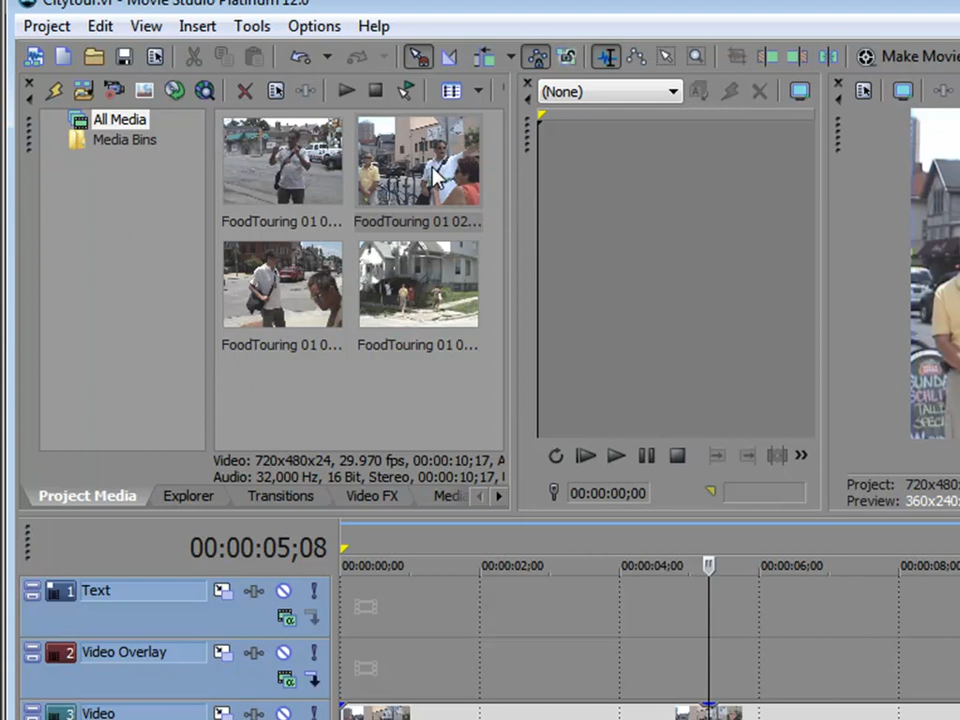 Citytour.vf - Movie Studio Platinum 12.0
Project Edit View Insert Tools Options Help
Make Movie
(None)
All Media
Media Bins
FoodTouring 01 0... FoodTouring 01 02...
FoodTouring 01 0... FoodTouring 01 0...
Video: 720x480x24, 29.970 fps, 00:00:10;17, A
Audio: 32,000 Hz, 16 Bit, Stereo, 00:00:10;17,
Project Media Explorer Transitions Video FX Media
00:00:00;00
Project: 720x480
Preview: 360x240
SUNDA
SCHLIT
TALL
SPECI
00:00:05;08
00:00:00;00 00:00:02;00 00:00:04;00 00:00:06;00 00:00:08;00
1 Text
2 Video Overlay
3 Video